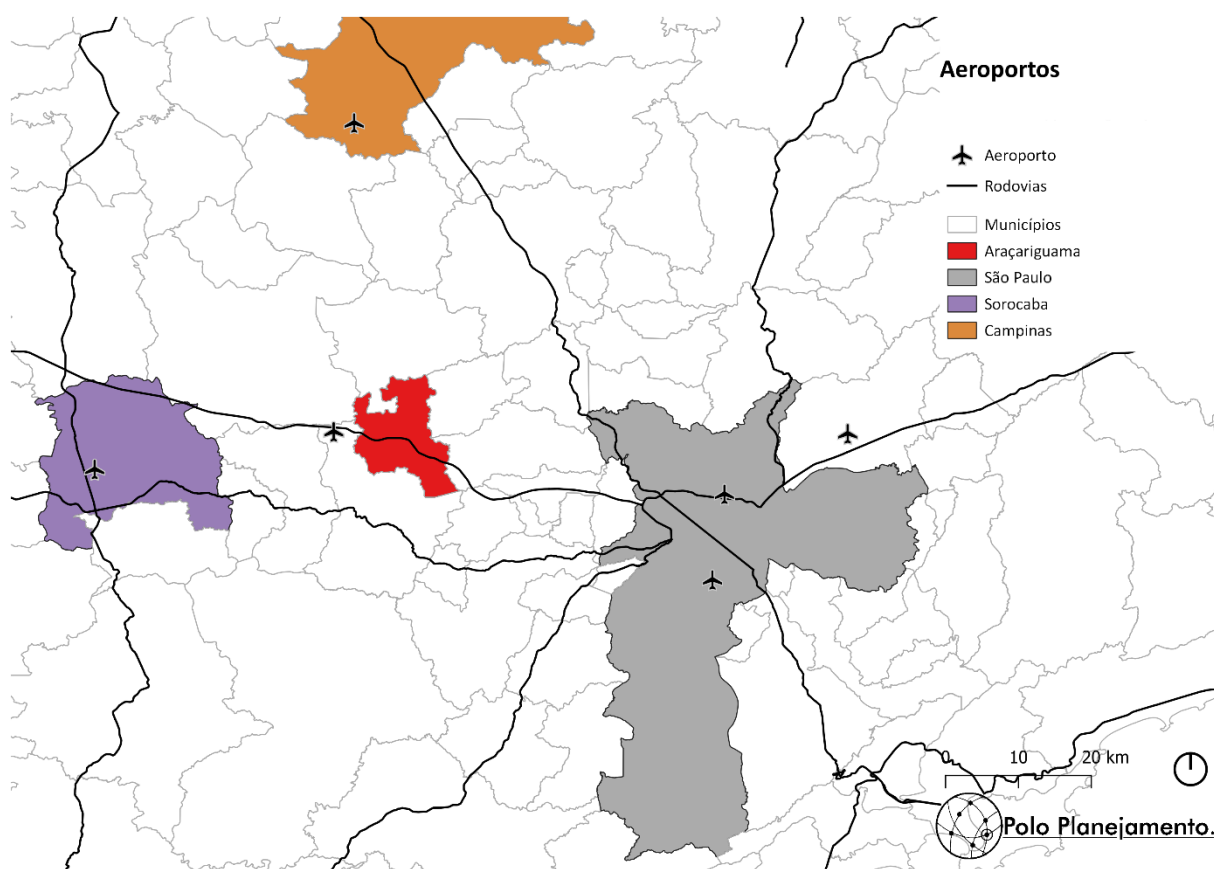 Aeroportos
Aeroporto
Rodovias
Municípios
Araçariguama
São Paulo
Sorocaba
Campinas
0 10 20 km
Polo Planejamento.